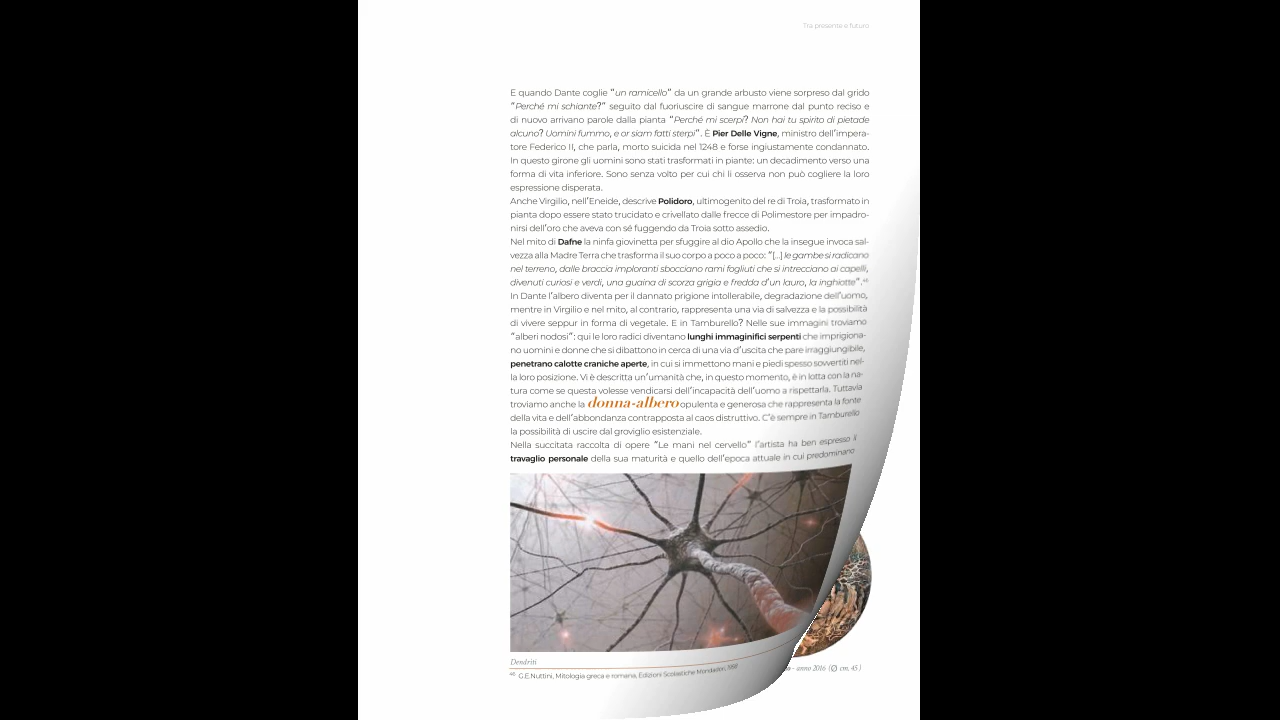 Tra presente e futuro
E quando Dante coglie "un ramicello" da un grande arbusto viene sorpreso dal grido
"Perché mi schiante?" seguito dal fuoriuscire di sangue marrone dal punto reciso e
di nuovo arrivano parole dalla pianta "Perché mi scerpi? Non hai tu spirito di pietade
alcuno? Uomini fummo, e or siam fatti sterpi". È Pier Delle Vigne, ministro dell'impera-
tore Federico II, che parla, morto suicida nel 1248 e forse ingiustamente condannato.
In questo girone gli uomini sono stati trasformati in piante: un decadimento verso una
forma di vita inferiore. Sono senza volto per cui chi li osserva non può cogliere la loro
espressione disperata.
Anche Virgilio, nell'Eneide, descrive Polidoro, ultimogenito del re di Troia, trasformato in
pianta dopo essere stato trucidato e crivellato dalle frecce di Polimestore per impadro-
nirsi dell'oro che aveva con sé fuggendo da Troia sotto assedio.
Nel mito di Dafne la ninfa giovinetta per sfuggire al dio Apollo che la insegue invoca sal-
vezza alla Madre Terra che trasforma il suo corpo a poco a poco: "[...] le gambe si radicano
nel terreno, dalle braccia imploranti sbocciano rami fogliuti che si intrecciano ai capelli,
divenuti curiosi e verdi, una guaina di scorza grigia e fredda d'un lauro, la inghiotte".⁴⁶
In Dante l'albero diventa per il dannato prigione intollerabile, degradazione dell'uomo,
mentre in Virgilio e nel mito, al contrario, rappresenta una via di salvezza e la possibilità
di vivere seppur in forma di vegetale. E in Tamburello? Nelle sue immagini troviamo
"alberi nodosi": qui le loro radici diventano lunghi immaginifici serpenti che imprigiona-
no uomini e donne che si dibattono in cerca di una via d'uscita che pare irraggiungibile,
penetrano calotte craniche aperte, in cui si immettono mani e piedi spesso sovvertiti nel-
la loro posizione. Vi è descritta un'umanità che, in questo momento, è in lotta con la na-
tura come se questa volesse vendicarsi dell'incapacità dell'uomo a rispettarla. Tuttavia
troviamo anche la donna-albero opulenta e generosa che rappresenta la fonte
della vita e dell'abbondanza contrapposta al caos distruttivo. C'è sempre in Tamburello
la possibilità di uscire dal groviglio esistenziale.
Nella succitata raccolta di opere "Le mani nel cervello" l'artista ha ben espresso il
travaglio personale della sua maturità e quello dell'epoca attuale in cui predominano
Dendriti
- anno 2016 (∅ cm. 45)
⁴⁶ G.E.Nuttini, Mitologia greca e romana, Edizioni Scolastiche Mondadori, 1998